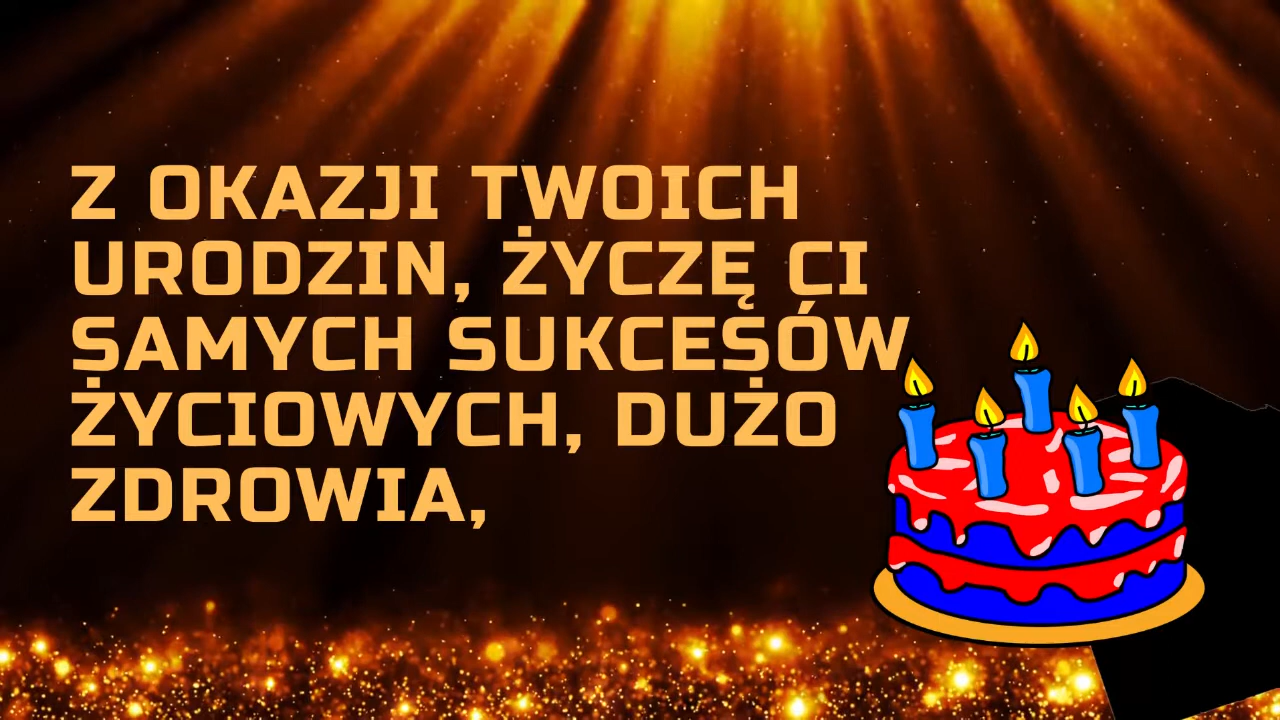 Z OKAZJI TWOICH
URODZIN, ŻYCZĘ CI
SAMYCH SUKCESÓW
ŻYCIOWYCH, DUŻO
ZDROWIA,